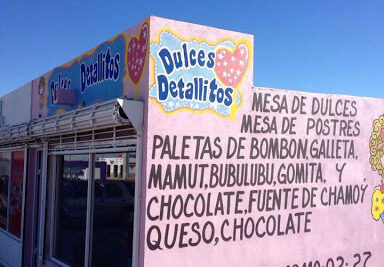 Dulces
Detallitos
Dulces
Detallitos
MESA DE DULCES
MESA DE POSTRES
PALETAS DE BOMBON, GALLETA,
MAMUT, BUBULUBU, GOMITA, Y
CHOCOLATE, FUENTE DE CHAMOY
QUESO, CHOCOLATE